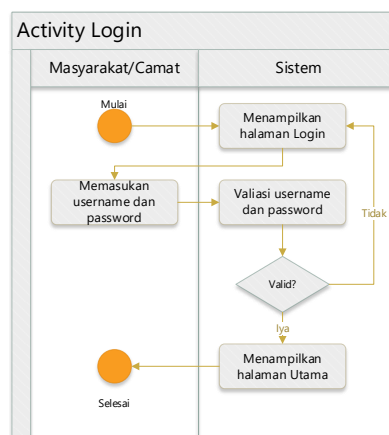 Activity Login
Masyarakat/Camat
Sistem
Mulai
Menampilkan
halaman Login
Memasukan
username dan
password
Valiasi username
dan password
Tidak
Valid?
Iya
Menampilkan
halaman Utama
Selesai